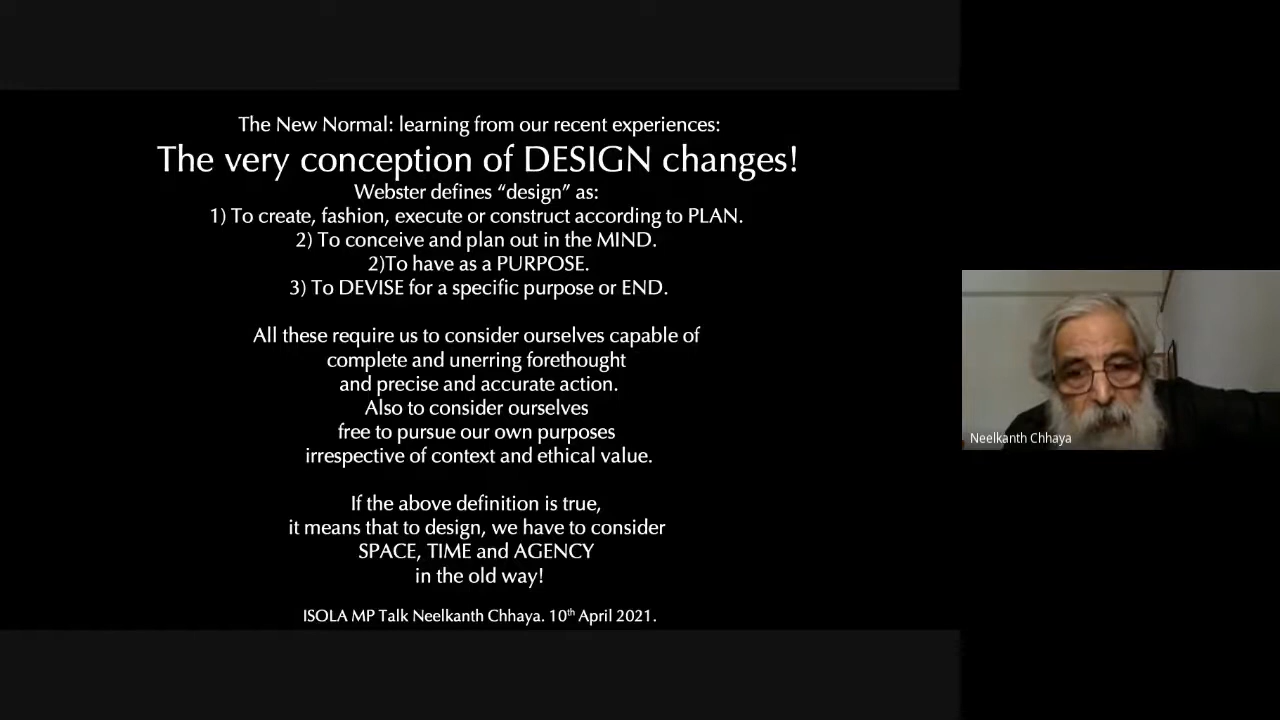 The New Normal: learning from our recent experiences:
The very conception of DESIGN changes!
Webster defines “design” as:
1) To create, fashion, execute or construct according to PLAN.
2) To conceive and plan out in the MIND.
2)To have as a PURPOSE.
3) To DEVISE for a specific purpose or END.
All these require us to consider ourselves capable of
complete and unerring forethought
and precise and accurate action.
Also to consider ourselves
free to pursue our own purposes
irrespective of context and ethical value.
If the above definition is true,
it means that to design, we have to consider
SPACE, TIME and AGENCY
in the old way!
ISOLA MP Talk Neelkanth Chhaya. 10th April 2021.
Neelkanth Chhaya